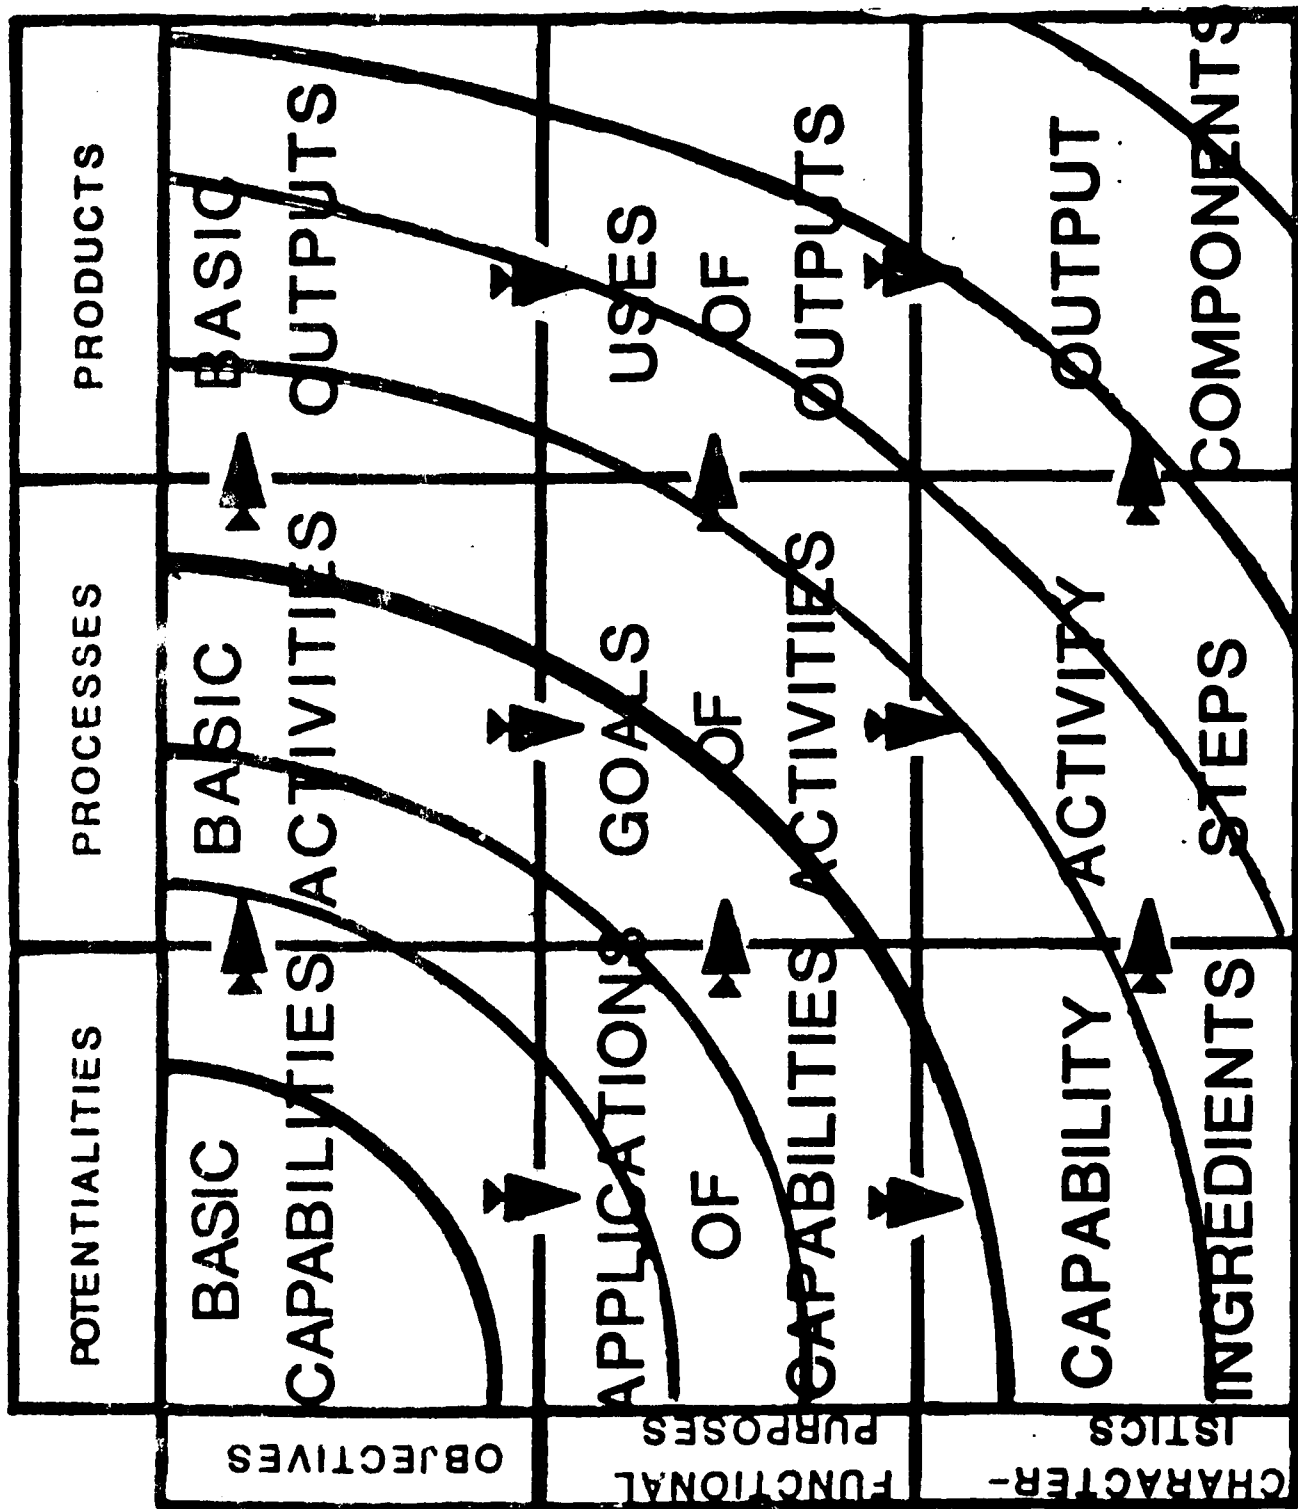 POTENTIALITIES
PROCESSES
PRODUCTS
OBJECTIVES
BASIC
CAPABILITIES
BASIC
ACTIVITIES
BASIC
OUTPUTS
FUNCTIONAL
PURPOSES
APPLICATIONS
OF
CAPABILITIES
GOALS
OF
ACTIVITIES
USES
OF
OUTPUTS
CHARACTER-
ISTICS
CAPABILITY
INGREDIENTS
ACTIVITY
STEPS
OUTPUT
COMPONENTS